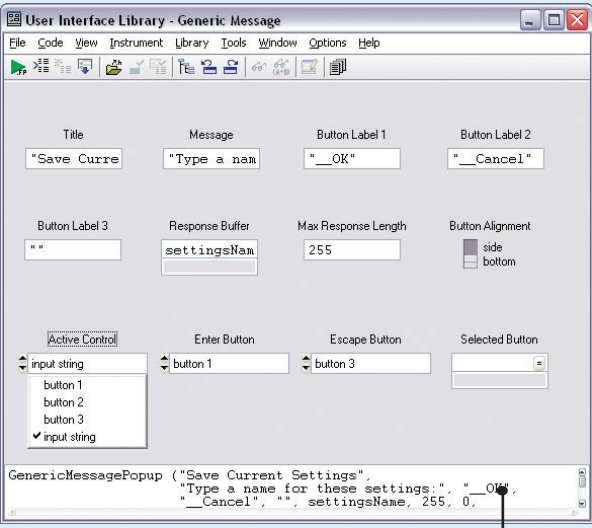 User Interface Library - Generic Message
File Code View Instrument Library Tools Window Options Help
Title Message Button Label 1 Button Label 2
"Save Curre "Type a nam "__OK" "__Cancel"
Button Label 3 Response Buffer Max Response Length Button Alignment
"" settingsNam 255 side
bottom
Active Control Enter Button Escape Button Selected Button
input string button 1 button 3
button 1
button 2
button 3
input string
GenericMessagePopup ("Save Current Settings",
"Type a name for these settings:", "__OK",
"__Cancel", "", settingsName, 255, 0,